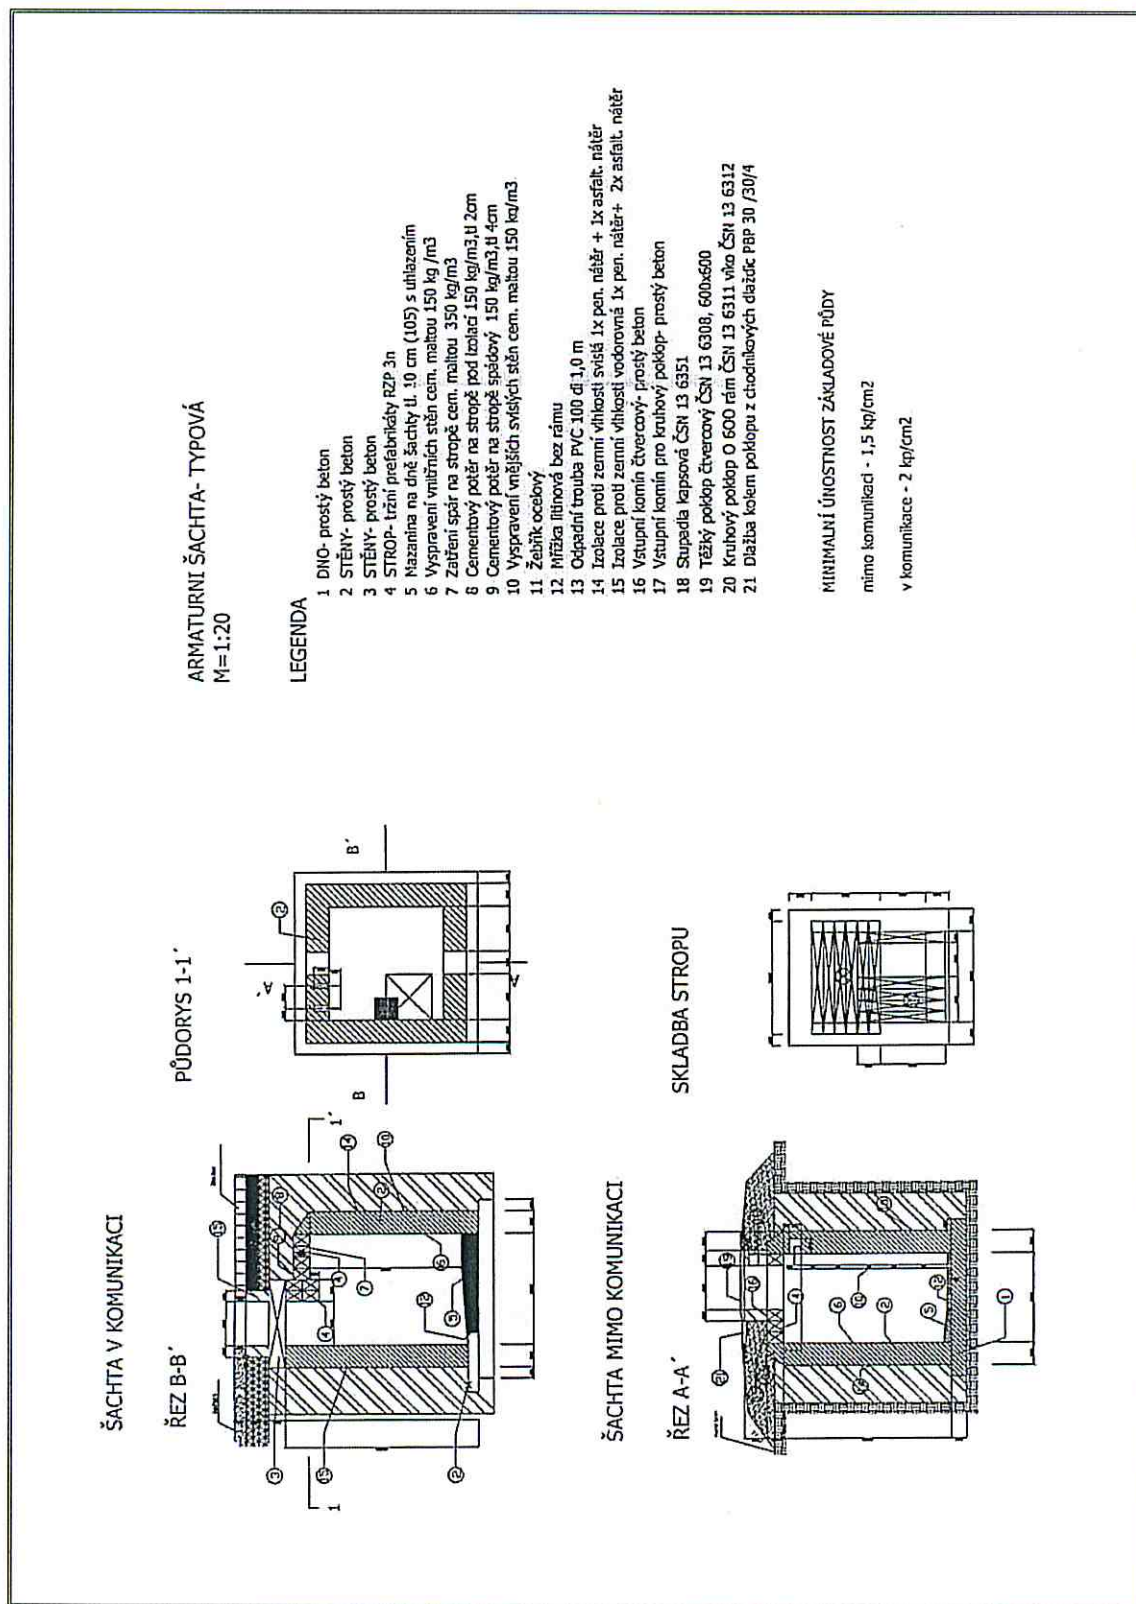 ŠACHTA V KOMUNIKACI
ŘEZ B-B´
PŮDORYS 1-1´
ŠACHTA MIMO KOMUNIKACI
ŘEZ A-A´
SKLADBA STROPU
1
1´
B
B´
A´
A
ARMATURNI ŠACHTA- TYPOVÁ
M=1:20
LEGENDA
1 DNO- prostý beton
2 STĚNY- prostý beton
3 STĚNY- prostý beton
4 STROP- tržní prefabrikáty RZP 3n
5 Mazanina na dně šachty tl. 10 cm (105) s uhlazením
6 Vyspravení vnitřních stěn cem. maltou 150 kg /m3
7 Zatření spár na stropě cem. maltou 350 kg/m3
8 Cementový potěr na stropě pod izolací 150 kg/m3,tl 2cm
9 Cementový potěr na stropě spádový 150 kg/m3,tl 4cm
10 Vyspravení vnějších svislých stěn cem. maltou 150 kg/m3
11 Žebřík ocelový
12 Mřížka litinová bez rámu
13 Odpadní trouba PVC 100 dl 1,0 m
14 Izolace proti zemní vlhkosti svislá 1x pen. nátěr + 1x asfalt. nátěr
15 Izolace proti zemní vlhkosti vodorovná 1x pen. nátěr+ 2x asfalt. nátěr
16 Vstupní komín čtvercový- prostý beton
17 Vstupní komín pro kruhový poklop- prostý beton
18 Stupadla kapsová ČSN 13 6351
19 Těžký poklop čtvercový ČSN 13 6308, 600x600
20 Kruhový poklop O 600 rám ČSN 13 6311 víko ČSN 13 6312
21 Dlažba kolem poklopu z chodníkových dlaždic PBP 30 /30/4
MINIMALNÍ ÚNOSTNOST ZÁKLADOVÉ PŮDY
mimo komunikaci - 1,5 kp/cm2
v komunikace - 2 kp/cm2